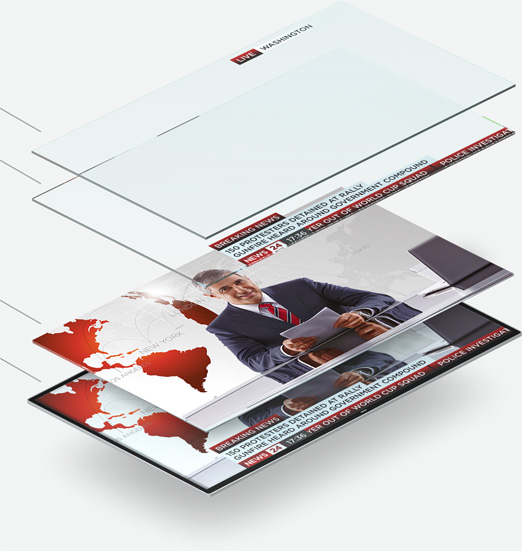 LIVE WASHINGTON
BREAKING NEWS
150 PROTESTERS DETAINED AT RALLY
GUNFIRE HEARD AROUND GOVERNMENT COMPOUND
NEWS 24 17:36 YER OUT OF WORLD CUP SQUAD POLICE INVESTIGAT
NEW YORK
BREAKING NEWS
150 PROTESTERS DETAINED AT RALLY
GUNFIRE HEARD AROUND GOVERNMENT COMPOUND
NEWS 24 17:36 YER OUT OF WORLD CUP SQUAD POLICE INVESTIGAT